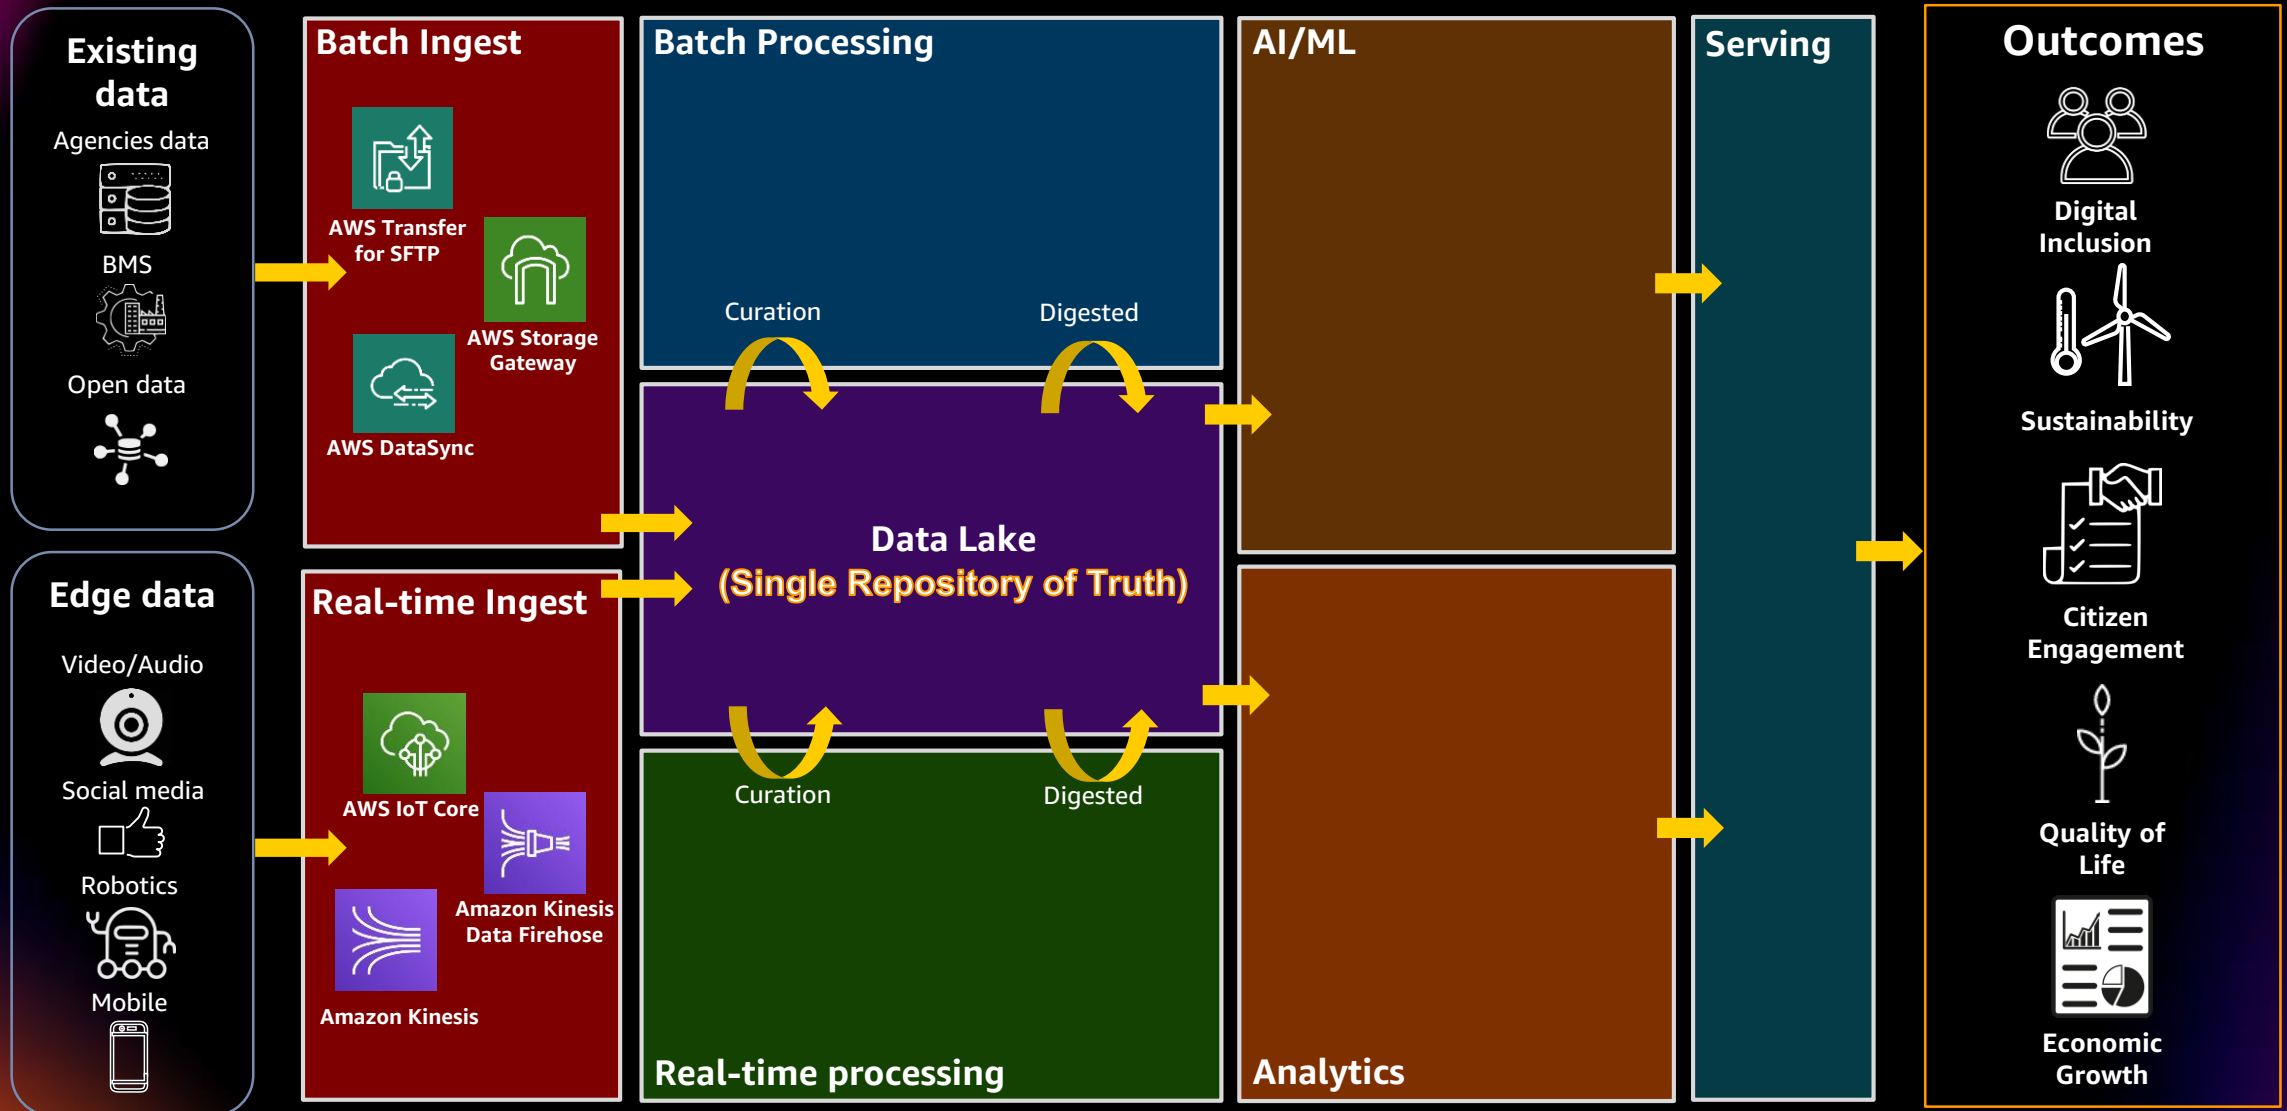 Existing
data
Agencies data
BMS
Open data
Edge data
Video/Audio
Social media
Robotics
Mobile
Batch Ingest
AWS Transfer
for SFTP
AWS Storage
Gateway
AWS DataSync
Real-time Ingest
AWS IoT Core
Amazon Kinesis
Data Firehose
Amazon Kinesis
Batch Processing
Curation
Digested
Data Lake
(Single Repository of Truth)
Curation
Digested
Real-time processing
AI/ML
Analytics
Serving
Outcomes
Digital
Inclusion
Sustainability
Citizen
Engagement
Quality of
Life
Economic
Growth